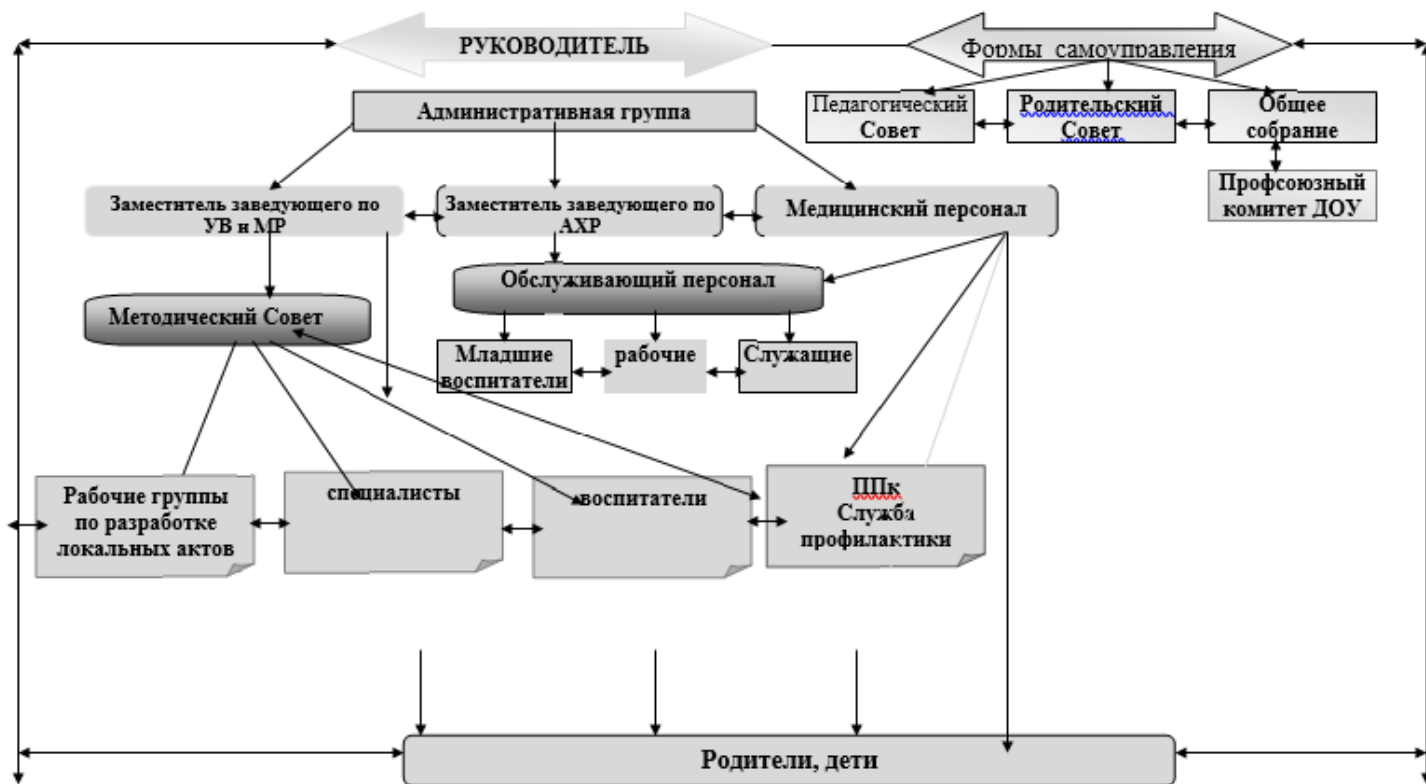 РУКОВОДИТЕЛЬ
Формы самоуправления
Административная группа
Педагогический
Совет
Родительский
Совет
Общее
собрание
Профсоюзный
комитет ДОУ
Заместитель заведующего по
УВ и МР
Заместитель заведующего по
АХР
Медицинский персонал
Обслуживающий персонал
Методический Совет
Младшие
воспитатели
рабочие
Служащие
Рабочие группы
по разработке
локальных актов
специалисты
воспитатели
ППк
Служба
профилактики
Родители, дети